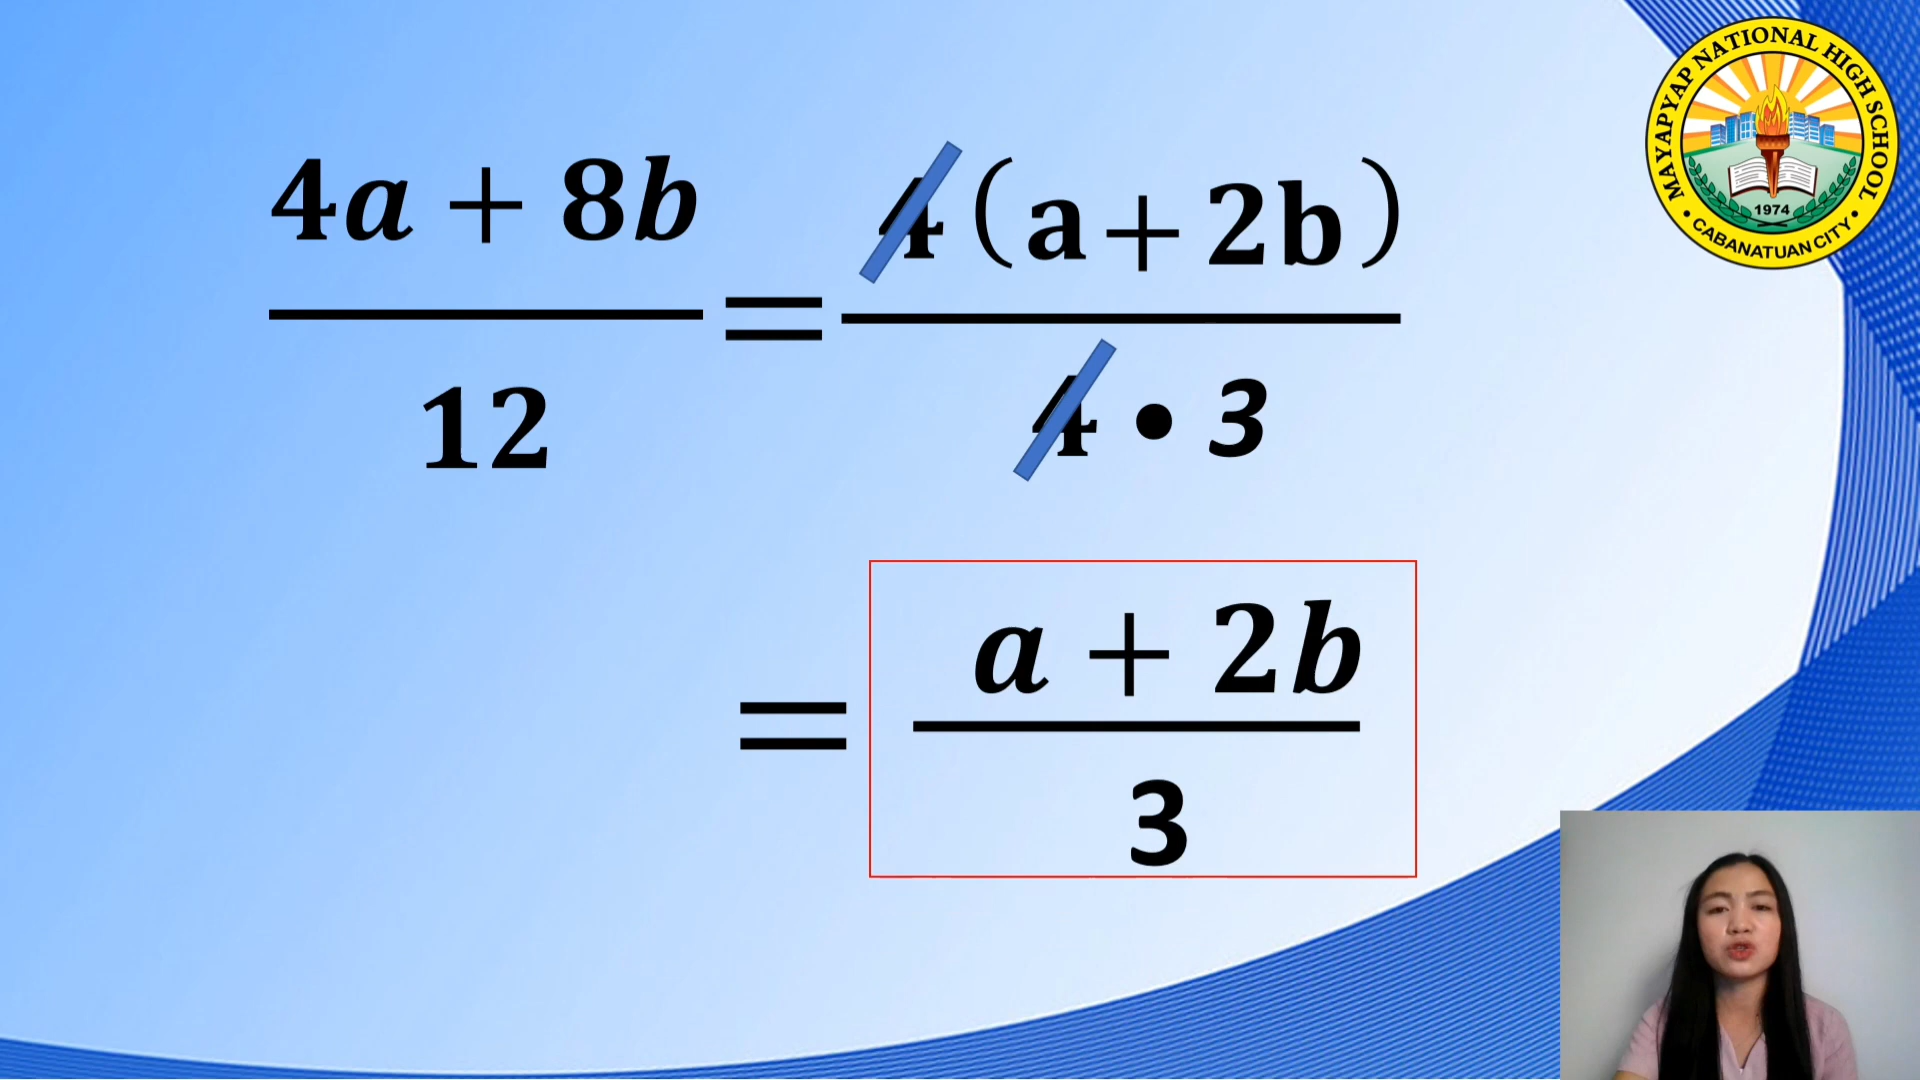 4a + 8b / 12 = 4 ( a + 2b ) / 4 • 3
= a + 2b / 3
MAYAPYAP NATIONAL HIGH SCHOOL
1974
• CABANATUAN CITY •